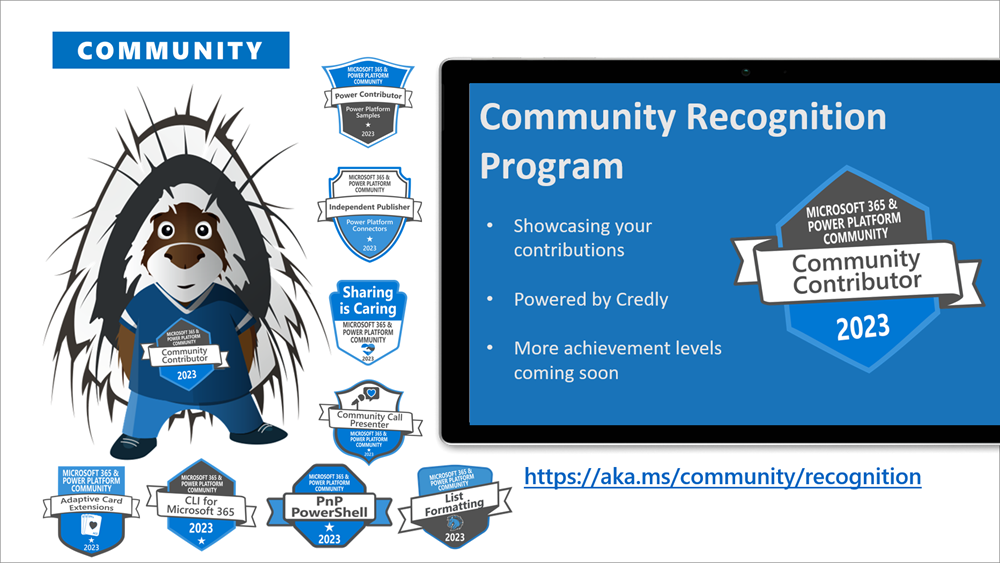 COMMUNITY
MICROSOFT 365 &
POWER PLATFORM
COMMUNITY
Power Contributor
Power Platform
Samples
2023
MICROSOFT 365 &
POWER PLATFORM
COMMUNITY
Independent Publisher
Power Platform
Connectors
2023
Sharing
is Caring
MICROSOFT 365 &
POWER PLATFORM
COMMUNITY
2023
Community Call
Presenter
MICROSOFT 365 &
POWER PLATFORM
COMMUNITY
2023
MICROSOFT 365 &
POWER PLATFORM
COMMUNITY
Community
Contributor
2023
MICROSOFT 365 &
POWER PLATFORM
COMMUNITY
Adaptive Card
Extensions
2023
MICROSOFT 365 &
POWER PLATFORM
COMMUNITY
CLI for
Microsoft 365
2023
MICROSOFT 365 &
POWER PLATFORM
COMMUNITY
PnP
PowerShell
2023
MICROSOFT 365 &
POWER PLATFORM
COMMUNITY
List
Formatting
2023
Community Recognition
Program
• Showcasing your
contributions
• Powered by Credly
• More achievement levels
coming soon
MICROSOFT 365 &
POWER PLATFORM
COMMUNITY
Community
Contributor
2023
https://aka.ms/community/recognition